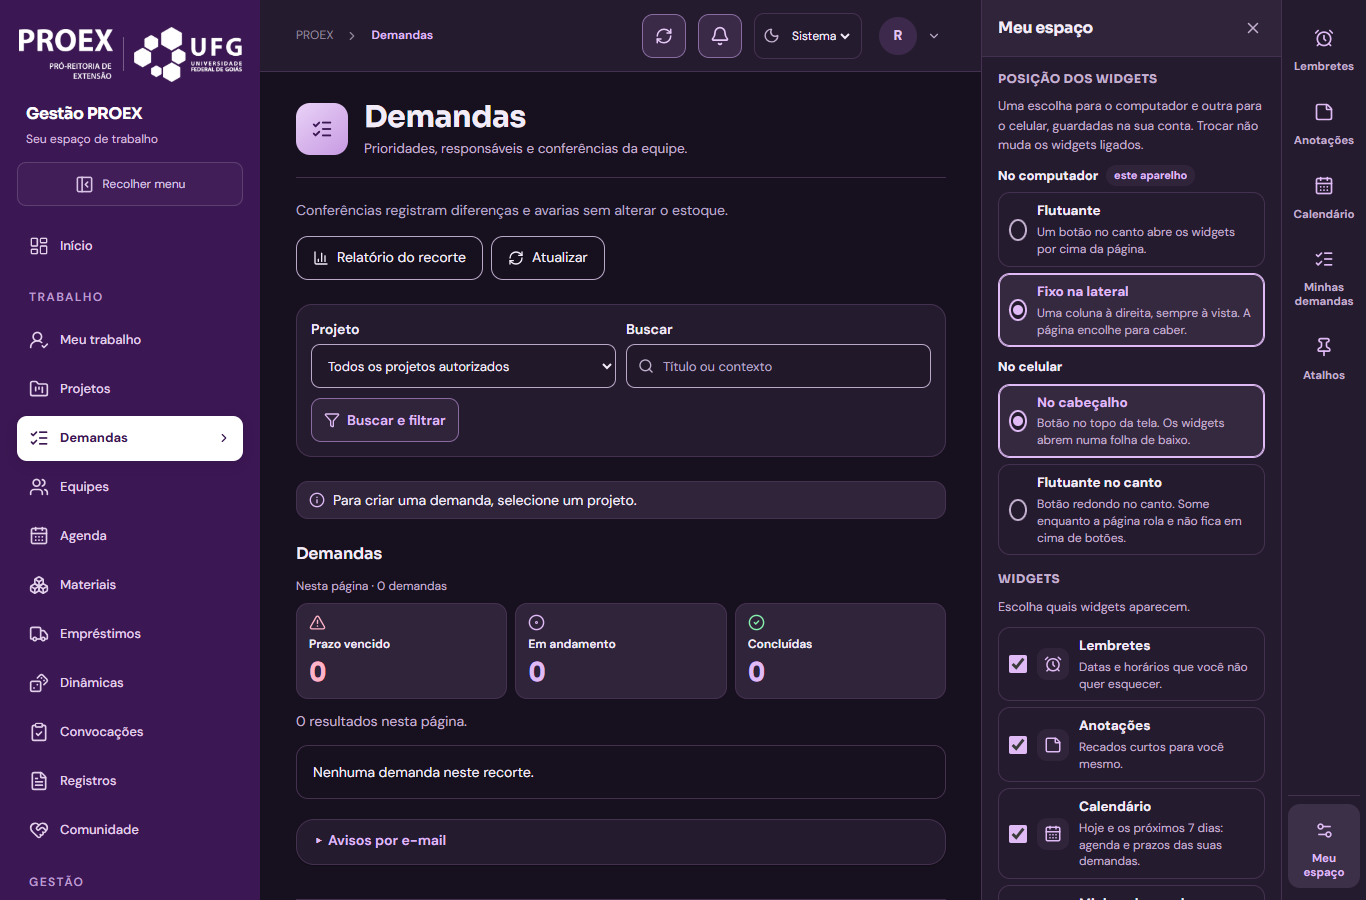 PROEX
PRÓ-REITORIA DE
EXTENSÃO
UFG
UNIVERSIDADE
FEDERAL DE GOIÁS
Gestão PROEX
Seu espaço de trabalho
Recolher menu
Início
TRABALHO
Meu trabalho
Projetos
Demandas
Equipes
Agenda
Materiais
Empréstimos
Dinâmicas
Convocações
Registros
Comunidade
GESTÃO
PROEX > Demandas
Sistema
R
Demandas
Prioridades, responsáveis e conferências da equipe.
Conferências registram diferenças e avarias sem alterar o estoque.
Relatório do recorte
Atualizar
Projeto
Todos os projetos autorizados
Buscar
Título ou contexto
Buscar e filtrar
Para criar uma demanda, selecione um projeto.
Demandas
Nesta página · 0 demandas
Prazo vencido
0
Em andamento
0
Concluídas
0
0 resultados nesta página.
Nenhuma demanda neste recorte.
Avisos por e-mail
Meu espaço
POSIÇÃO DOS WIDGETS
Uma escolha para o computador e outra para
o celular, guardadas na sua conta. Trocar não
muda os widgets ligados.
No computador este aparelho
Flutuante
Um botão no canto abre os widgets
por cima da página.
Fixo na lateral
Uma coluna à direita, sempre à vista. A
página encolhe para caber.
No celular
No cabeçalho
Botão no topo da tela. Os widgets
abrem numa folha de baixo.
Flutuante no canto
Botão redondo no canto. Some
enquanto a página rola e não fica em
cima de botões.
WIDGETS
Escolha quais widgets aparecem.
Lembretes
Datas e horários que você não
quer esquecer.
Anotações
Recados curtos para você
mesmo.
Calendário
Hoje e os próximos 7 dias:
agenda e prazos das suas
demandas.
Lembretes
Anotações
Calendário
Minhas
demandas
Atalhos
Meu
espaço